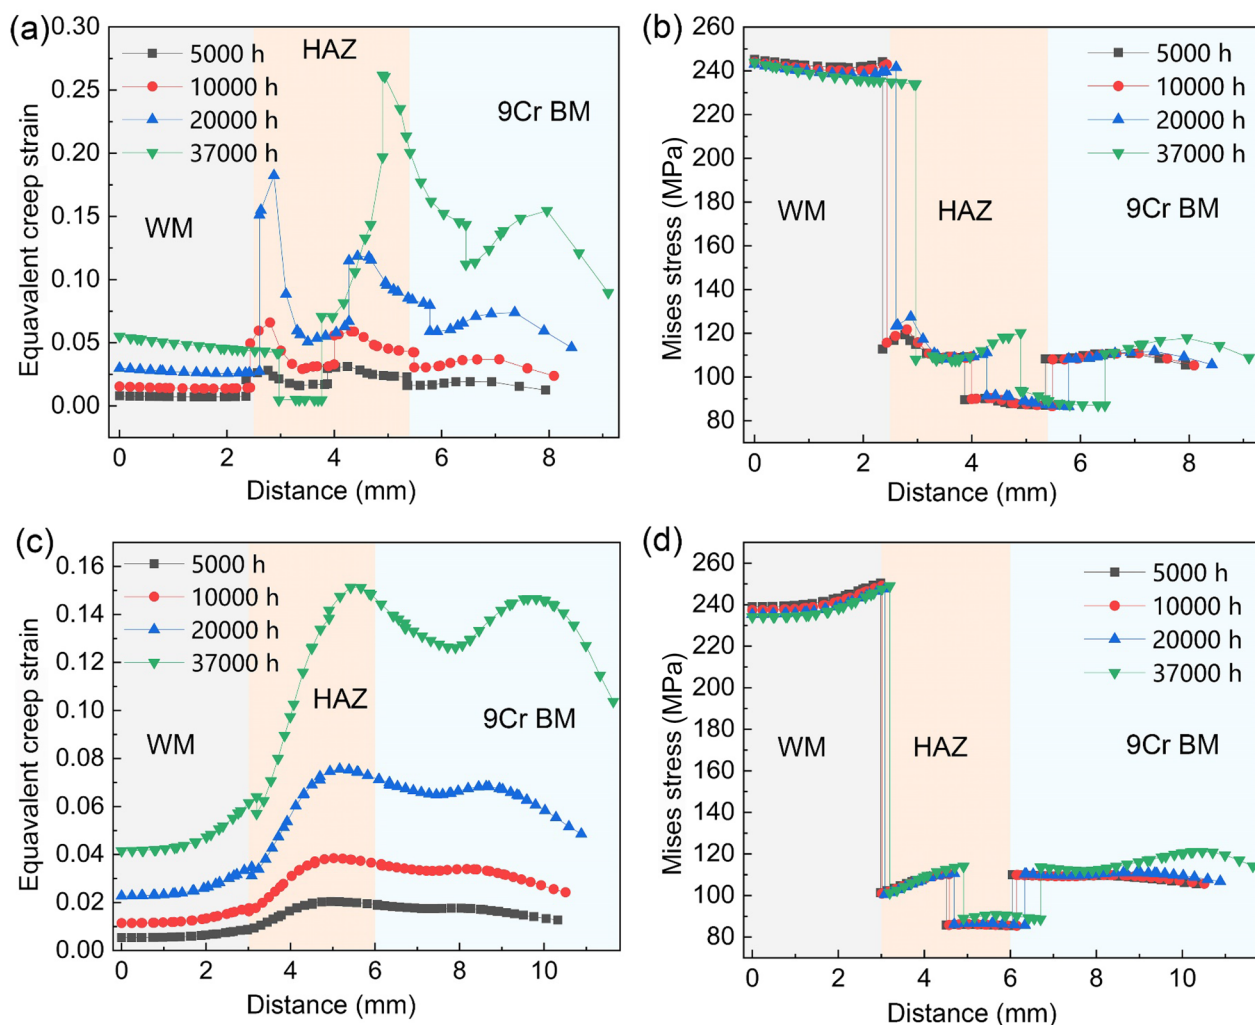 (a)
Equavalent creep strain
0.30
0.25
0.20
0.15
0.10
0.05
0.00
5000 h
10000 h
20000 h
37000 h
WM
HAZ
9Cr BM
0 2 4 6 8
Distance (mm)
(b)
Mises stress (MPa)
260
240
220
200
180
160
140
120
100
80
5000 h
10000 h
20000 h
37000 h
WM
HAZ
9Cr BM
0 2 4 6 8
Distance (mm)
(c)
Equavalent creep strain
0.16
0.14
0.12
0.10
0.08
0.06
0.04
0.02
0.00
5000 h
10000 h
20000 h
37000 h
WM
HAZ
9Cr BM
0 2 4 6 8 10
Distance (mm)
(d)
Mises stress (MPa)
260
240
220
200
180
160
140
120
100
80
5000 h
10000 h
20000 h
37000 h
WM
HAZ
9Cr BM
0 2 4 6 8 10
Distance (mm)